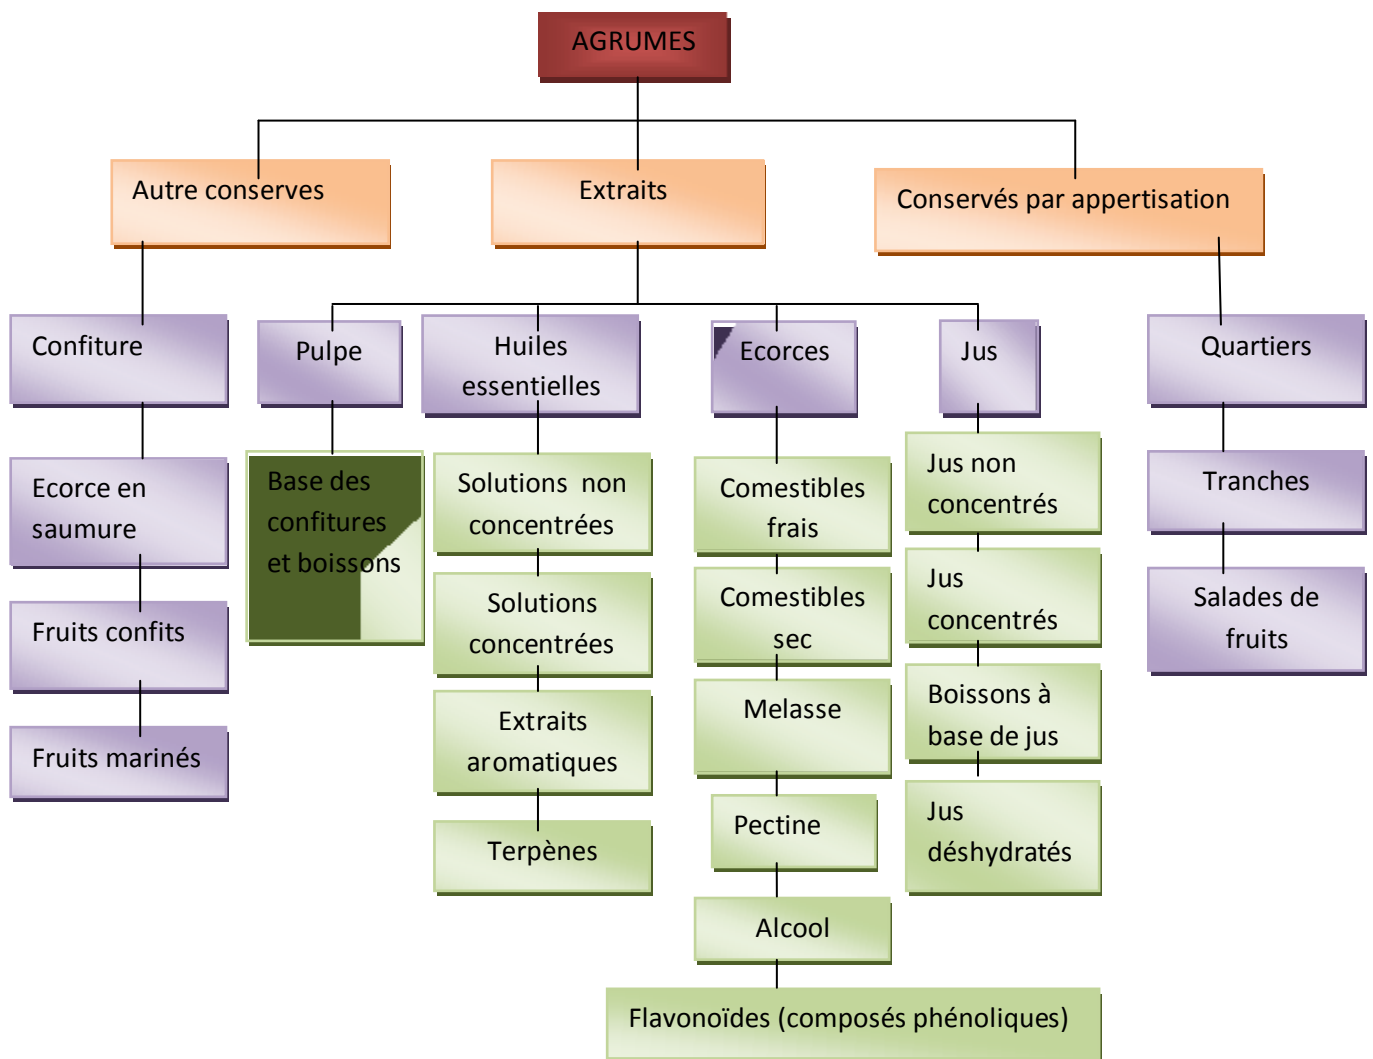 AGRUMES
Autre conserves
Extraits
Conservés par appertisation
Confiture
Pulpe
Huiles
essentielles
Ecorces
Jus
Quartiers
Ecorce en
saumure
Fruits confits
Fruits marinés
Base des
confitures
et boissons
Solutions non
concentrées
Solutions
concentrées
Extraits
aromatiques
Terpènes
Comestibles
frais
Comestibles
sec
Melasse
Pectine
Alcool
Flavonoïdes (composés phénoliques)
Jus non
concentrés
Jus
concentrés
Boissons à
base de jus
Jus
déshydratés
Tranches
Salades de
fruits